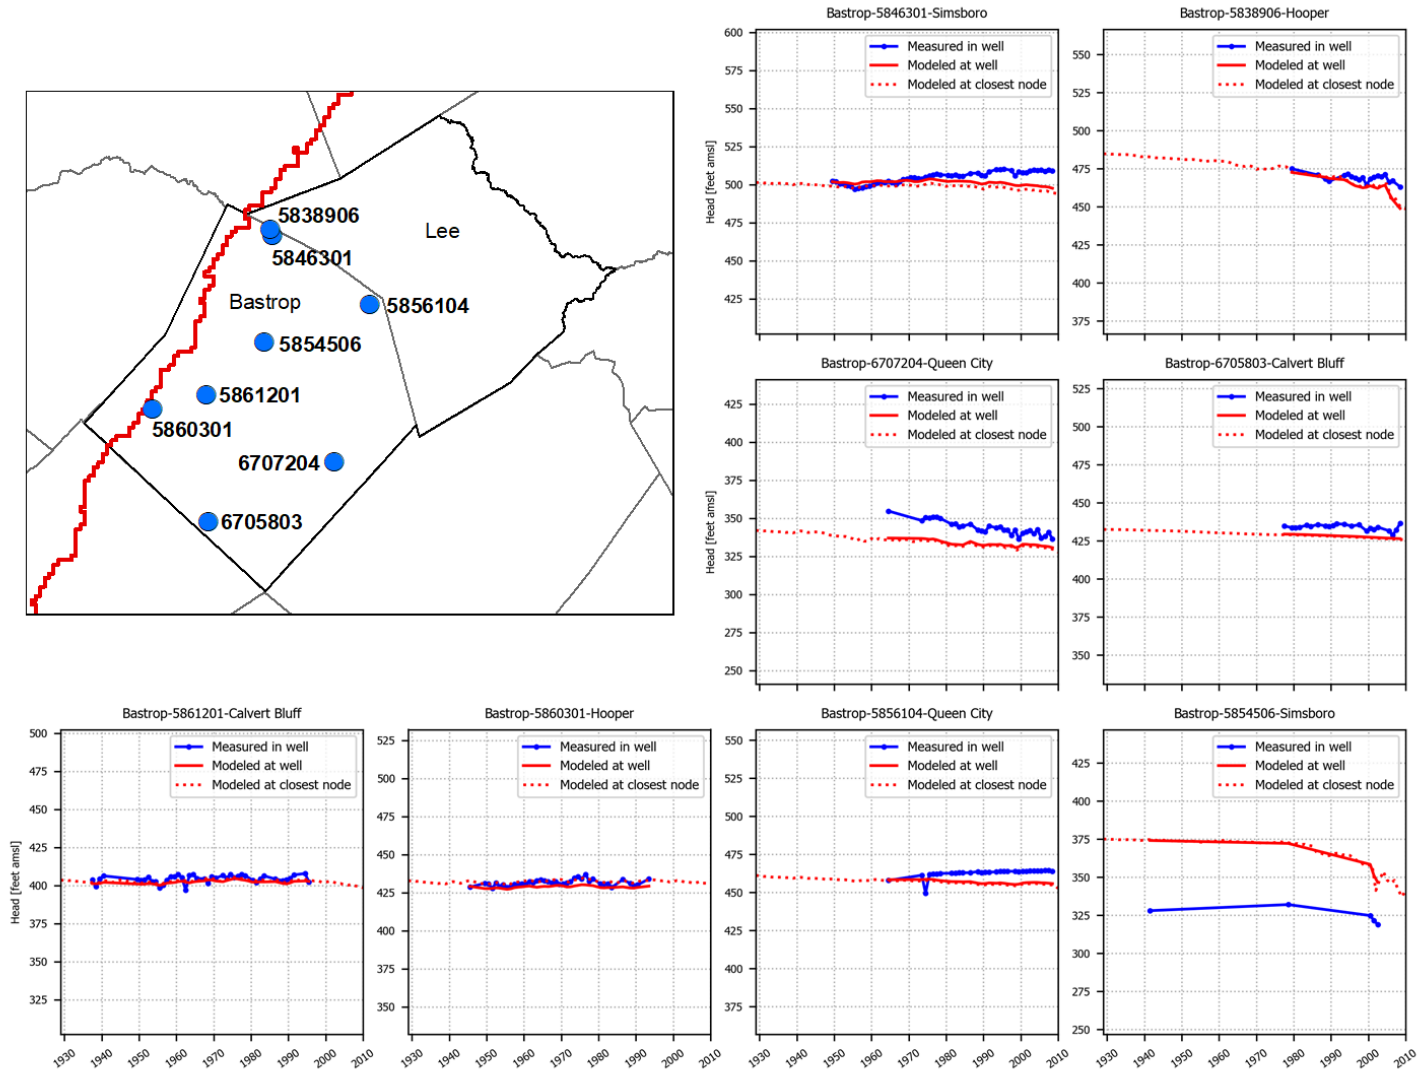 5838906
5846301
Lee
Bastrop
5856104
5854506
5861201
5860301
6707204
6705803
Bastrop-5846301-Simsboro
Measured in well
Modeled at well
Modeled at closest node
Head [feet amsl]
600
575
550
525
500
475
450
425
Bastrop-5838906-Hooper
Measured in well
Modeled at well
Modeled at closest node
550
525
500
475
450
425
400
375
Bastrop-6707204-Queen City
Measured in well
Modeled at well
Modeled at closest node
Head [feet amsl]
425
400
375
350
325
300
275
250
Bastrop-6705803-Calvert Bluff
Measured in well
Modeled at well
Modeled at closest node
525
500
475
450
425
400
375
350
Bastrop-5861201-Calvert Bluff
Measured in well
Modeled at well
Modeled at closest node
Head [feet amsl]
500
475
450
425
400
375
350
325
1930 1940 1950 1960 1970 1980 1990 2000 2010
Bastrop-5860301-Hooper
Measured in well
Modeled at well
Modeled at closest node
525
500
475
450
425
400
375
350
1930 1940 1950 1960 1970 1980 1990 2000 2010
Bastrop-5856104-Queen City
Measured in well
Modeled at well
Modeled at closest node
550
525
500
475
450
425
400
375
1930 1940 1950 1960 1970 1980 1990 2000 2010
Bastrop-5854506-Simsboro
Measured in well
Modeled at well
Modeled at closest node
425
400
375
350
325
300
275
250
1930 1940 1950 1960 1970 1980 1990 2000 2010